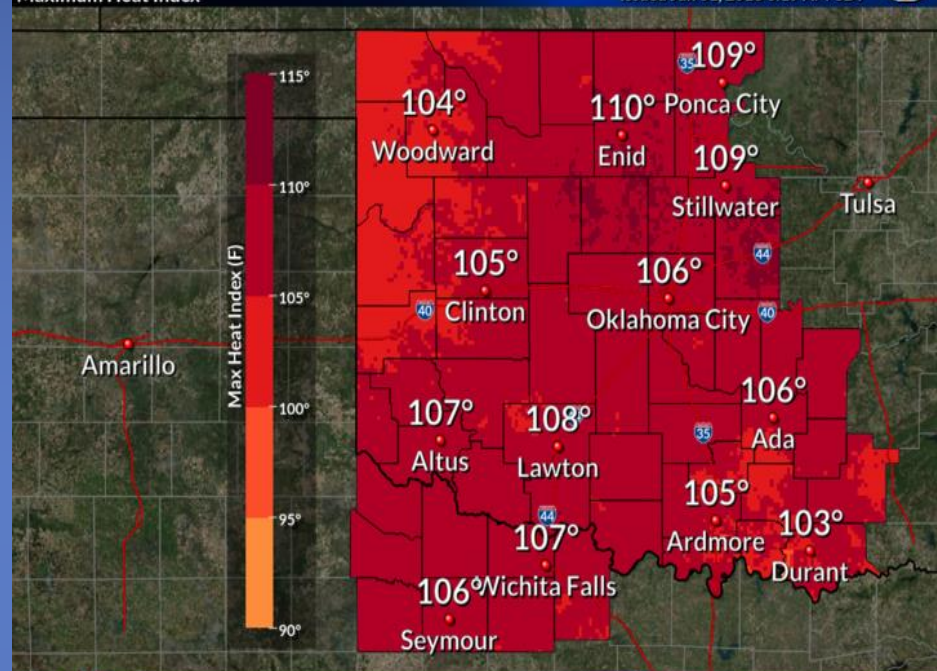 Maximum Heat Index
Max Heat Index (F)
115°
110°
105°
100°
95°
90°
109°
Ponca City
104°
Woodward
110°
Enid
109°
Stillwater
Tulsa
105°
Clinton
106°
Oklahoma City
Amarillo
107°
Altus
108°
Lawton
106°
Ada
105°
Ardmore
103°
Durant
107°
Wichita Falls
106°
Seymour
35
44
40
40
35
44